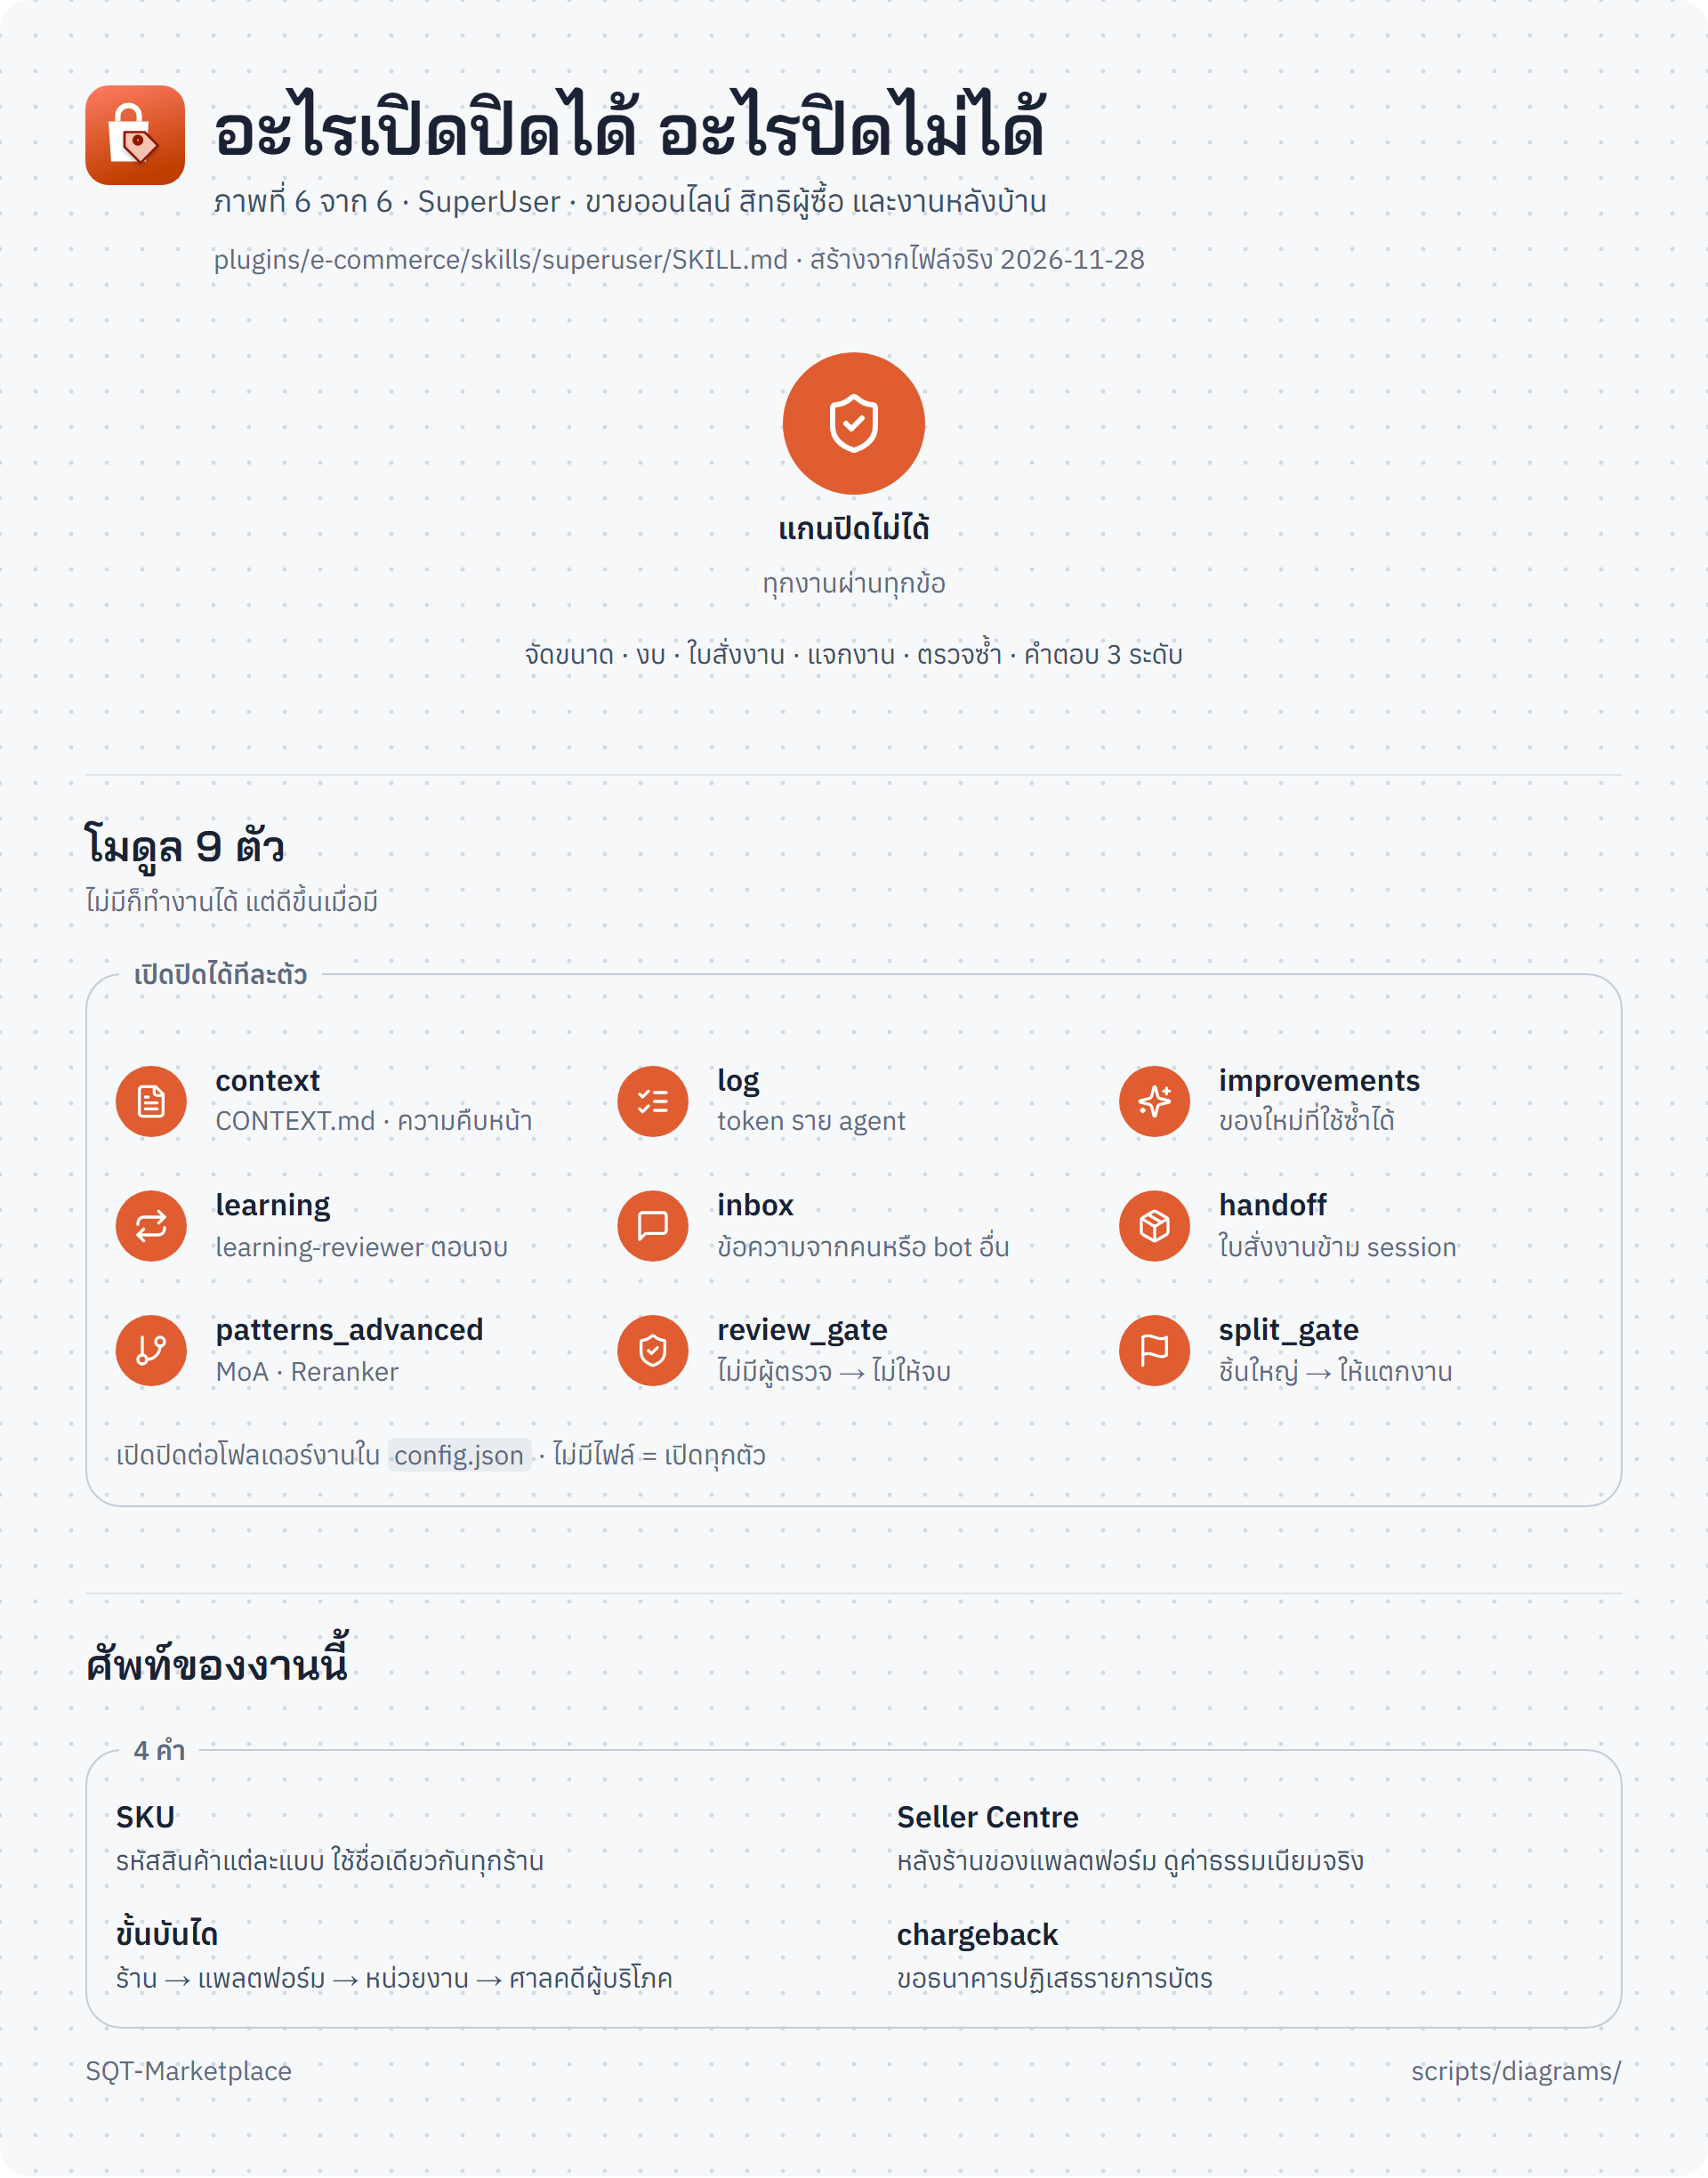 อะไรเปิดปิดได้ อะไรปิดไม่ได้
ภาพที่ 6 จาก 6 · SuperUser · ขายออนไลน์ สิทธิผู้ซื้อ และงานหลังบ้าน
plugins/e-commerce/skills/superuser/SKILL.md · สร้างจากไฟล์จริง 2026-11-28
แกนปิดไม่ได้
ทุกงานผ่านทุกข้อ
จัดขนาด · งบ · ใบสั่งงาน · แจกงาน · ตรวจซ้ำ · คำตอบ 3 ระดับ
โมดูล 9 ตัว
ไม่มีก็ทำงานได้ แต่ดีขึ้นเมื่อมี
เปิดปิดได้ทีละตัว
context
CONTEXT.md · ความคืบหน้า
log
token ราย agent
improvements
ของใหม่ที่ใช้ซ้ำได้
learning
learning-reviewer ตอนจบ
inbox
ข้อความจากคนหรือ bot อื่น
handoff
ใบสั่งงานข้าม session
patterns_advanced
MoA · Reranker
review_gate
ไม่มีผู้ตรวจ → ไม่ให้จบ
split_gate
ชิ้นใหญ่ → ให้แตกงาน
เปิดปิดต่อโฟลเดอร์งานใน config.json · ไม่มีไฟล์ = เปิดทุกตัว
ศัพท์ของงานนี้
4 คำ
SKU
รหัสสินค้าแต่ละแบบ ใช้ชื่อเดียวกันทุกร้าน
Seller Centre
หลังร้านของแพลตฟอร์ม ดูค่าธรรมเนียมจริง
ขั้นบันได
ร้าน → แพลตฟอร์ม → หน่วยงาน → ศาลคดีผู้บริโภค
chargeback
ขอธนาคารปฏิเสธรายการบัตร
SQT-Marketplace
scripts/diagrams/